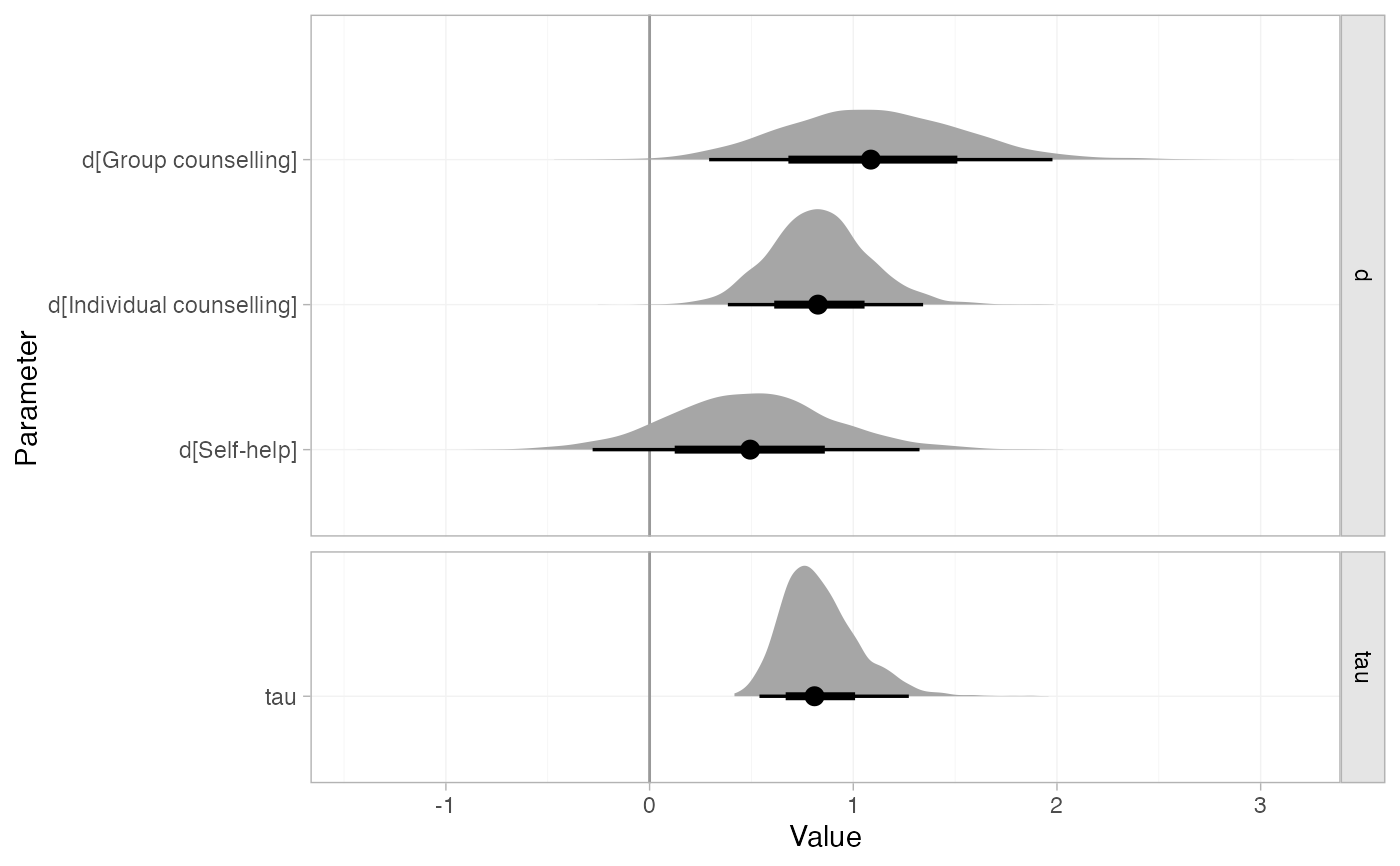 d[Group counselling]
d[Individual counselling]
d[Self-help]
tau
Parameter
d
tau
-1 0 1 2 3
Value